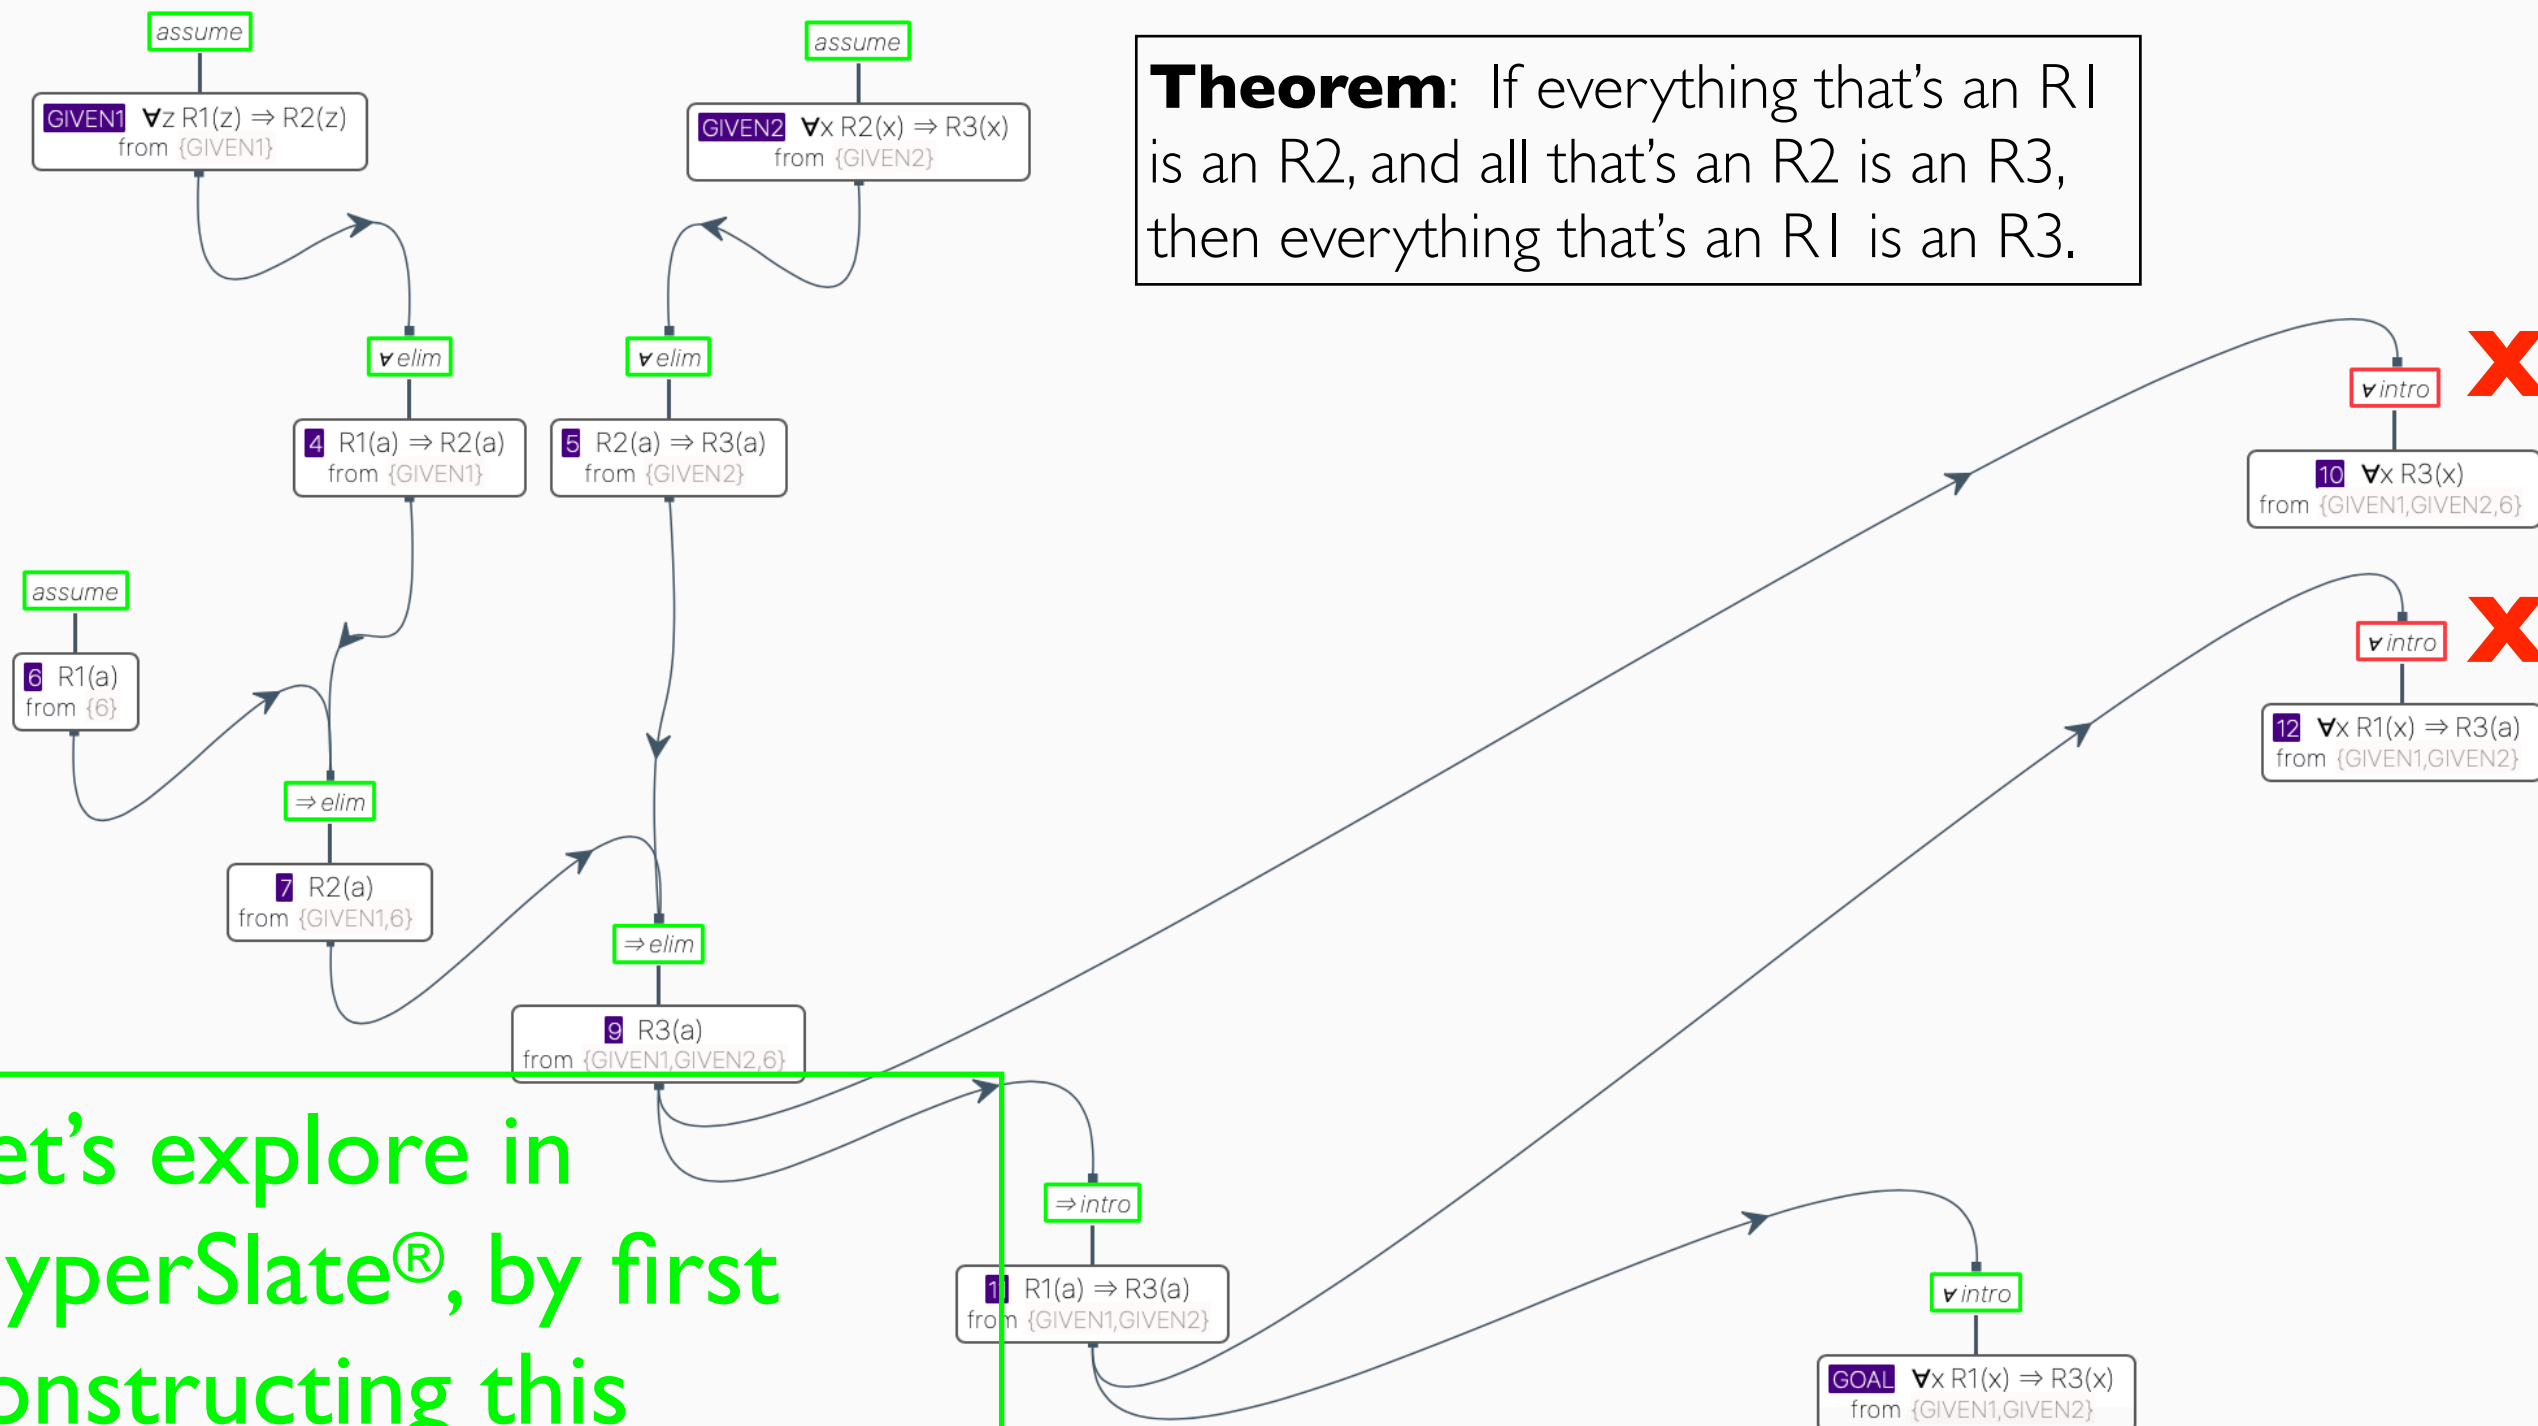 assume
GIVEN1 ∀z R1(z) ⇒ R2(z)
from {GIVEN1}
assume
GIVEN2 ∀x R2(x) ⇒ R3(x)
from {GIVEN2}
Theorem: If everything that's an R1
is an R2, and all that's an R2 is an R3,
then everything that's an R1 is an R3.
∀ elim
4 R1(a) ⇒ R2(a)
from {GIVEN1}
∀ elim
5 R2(a) ⇒ R3(a)
from {GIVEN2}
∀ intro
X
10 ∀x R3(x)
from {GIVEN1,GIVEN2,6}
assume
6 R1(a)
from {6}
∀ intro
X
12 ∀x R1(x) ⇒ R3(a)
from {GIVEN1,GIVEN2}
⇒ elim
7 R2(a)
from {GIVEN1,6}
⇒ elim
9 R3(a)
from {GIVEN1,GIVEN2,6}
et's explore in
yperSlate®, by first
onstructing this
⇒ intro
11 R1(a) ⇒ R3(a)
from {GIVEN1,GIVEN2}
∀ intro
GOAL ∀x R1(x) ⇒ R3(x)
from {GIVEN1,GIVEN2}